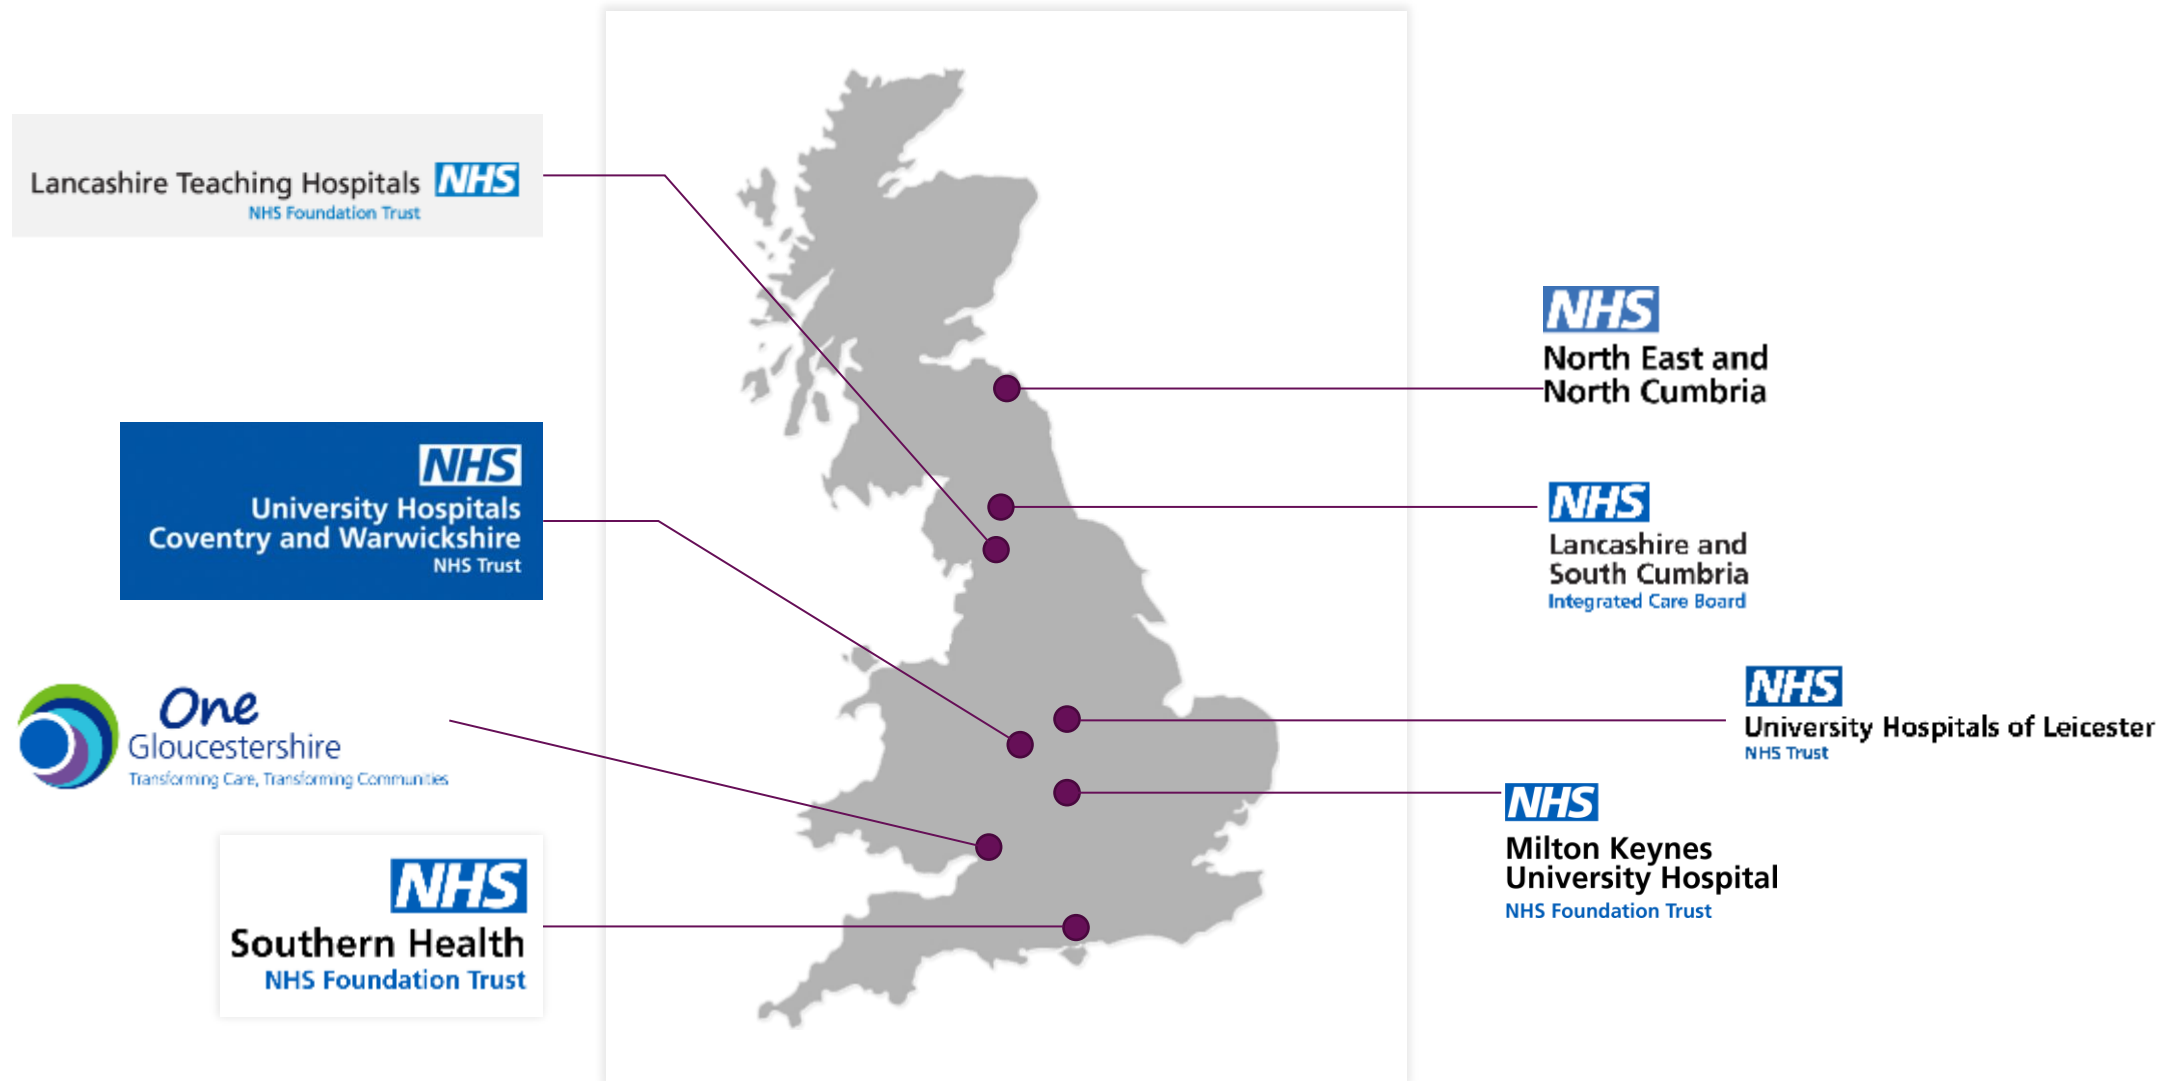 Lancashire Teaching Hospitals NHS
NHS Foundation Trust
NHS
University Hospitals
Coventry and Warwickshire
NHS Trust
One
Gloucestershire
Transforming Care, Transforming Communities
NHS
Southern Health
NHS Foundation Trust
NHS
North East and
North Cumbria
NHS
Lancashire and
South Cumbria
Integrated Care Board
NHS
University Hospitals of Leicester
NHS Trust
NHS
Milton Keynes
University Hospital
NHS Foundation Trust